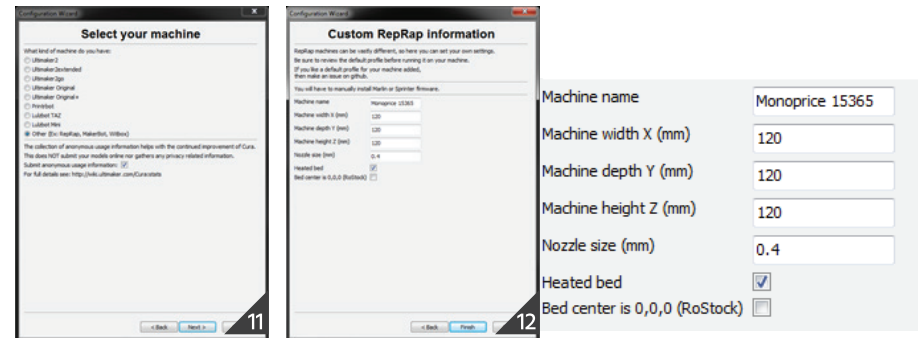 Configuration Wizard
Select your machine
What kind of machine do you have:
Ultimaker2
Ultimaker2extended
Ultimaker2go
Ultimaker Original
Ultimaker Original+
Printrbot
Lulzbot TAZ
Lulzbot Mini
Other (Ex: RepRap, MakerBot, Witbox)
The collection of anonymous usage information helps with the continued improvement of Cura.
This does NOT submit your models online nor gathers any privacy related information.
Submit anonymous usage information:
For full details see: http://wiki.ultimaker.com/Cura:stats
< Back
Next >
11
Configuration Wizard
Custom RepRap information
RepRap machines can be vastly different, so here you can set your own settings.
Be sure to review the default profile before running it on your machine.
If you like a default profile for your machine added,
then make an issue on github.
You will have to manually install Marlin or Sprinter firmware.
Machine name Monoprice 15365
Machine width X (mm) 120
Machine depth Y (mm) 120
Machine height Z (mm) 120
Nozzle size (mm) 0.4
Heated bed
Bed center is 0,0,0 (RoStock)
< Back
Finish
12
Machine name Monoprice 15365
Machine width X (mm) 120
Machine depth Y (mm) 120
Machine height Z (mm) 120
Nozzle size (mm) 0.4
Heated bed
Bed center is 0,0,0 (RoStock)